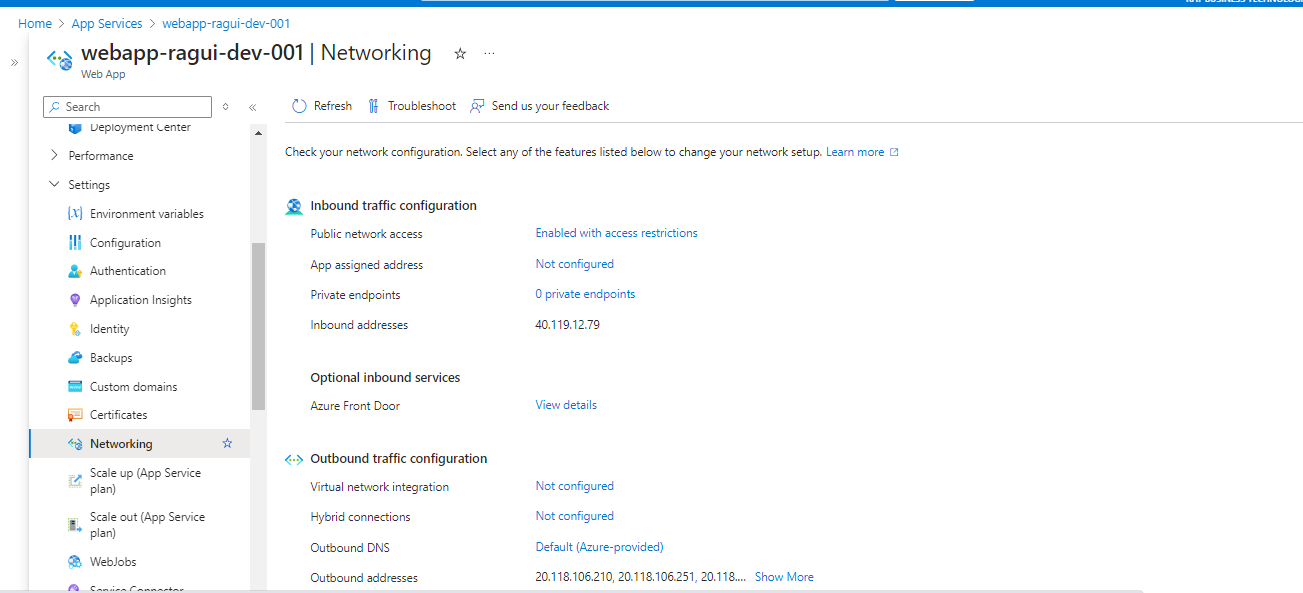 Home > App Services > webapp-ragui-dev-001
webapp-ragui-dev-001 | Networking
Web App
Search
Refresh
Troubleshoot
Send us your feedback
Deployment Center
Performance
Settings
Environment variables
Configuration
Authentication
Application Insights
Identity
Backups
Custom domains
Certificates
Networking
Scale up (App Service
plan)
Scale out (App Service
plan)
WebJobs
Service Connector
Check your network configuration. Select any of the features listed below to change your network setup. Learn more
Inbound traffic configuration
Public network access Enabled with access restrictions
App assigned address Not configured
Private endpoints 0 private endpoints
Inbound addresses 40.119.12.79
Optional inbound services
Azure Front Door View details
Outbound traffic configuration
Virtual network integration Not configured
Hybrid connections Not configured
Outbound DNS Default (Azure-provided)
Outbound addresses 20.118.106.210, 20.118.106.251, 20.118.... Show More